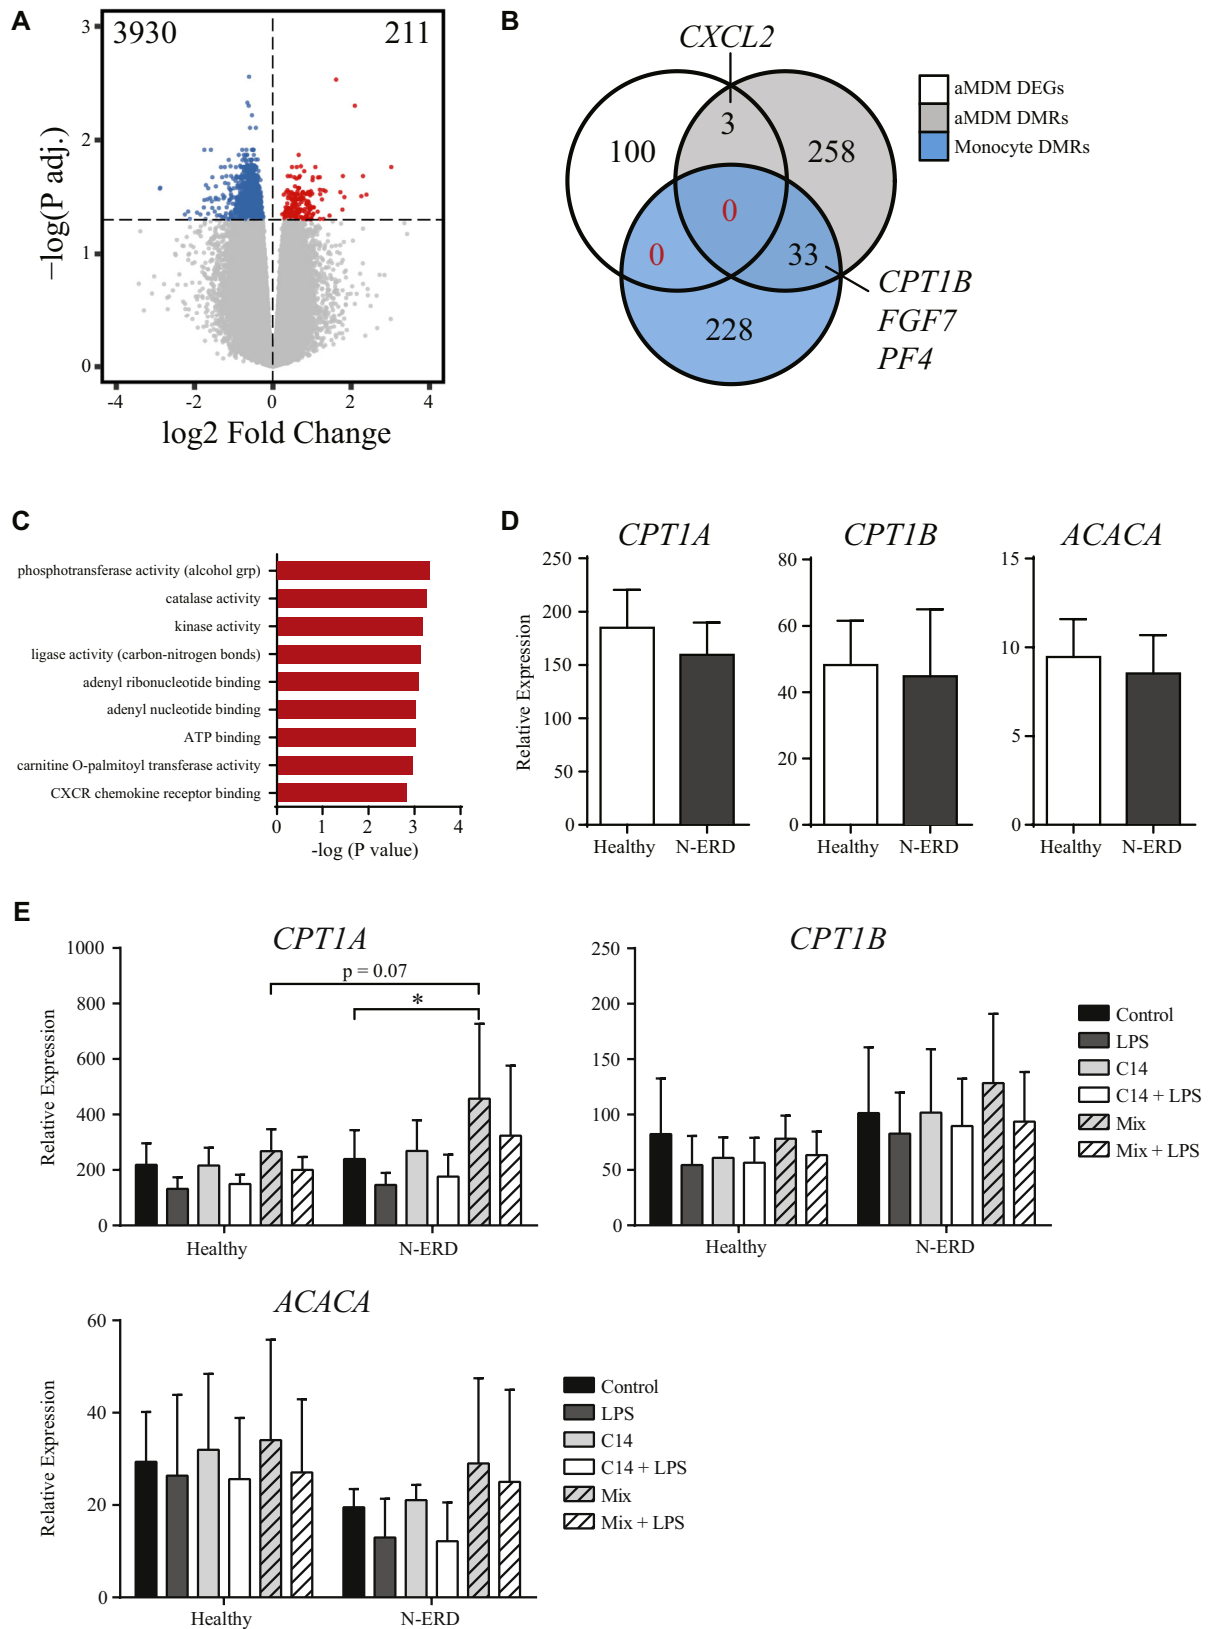 A
3930
211
3
2
1
0
−log(P adj.)
-4
-2
0
2
4
log2 Fold Change
B
CXCL2
100
3
258
0
0
33
228
CPT1B
FGF7
PF4
aMDM DEGs
aMDM DMRs
Monocyte DMRs
C
phosphotransferase activity (alcohol grp)
catalase activity
kinase activity
ligase activity (carbon-nitrogen bonds)
adenyl ribonucleotide binding
adenyl nucleotide binding
ATP binding
carnitine O-palmitoyl transferase activity
CXCR chemokine receptor binding
0
1
2
3
4
-log (P value)
D
CPT1A
Relative Expression
250
200
150
100
50
0
Healthy
N-ERD
CPT1B
80
60
40
20
0
Healthy
N-ERD
ACACA
15
10
5
0
Healthy
N-ERD
E
CPT1A
Relative Expression
1000
800
600
400
200
0
p = 0.07
*
Healthy
N-ERD
CPT1B
250
200
150
100
50
0
Healthy
N-ERD
Control
LPS
C14
C14 + LPS
Mix
Mix + LPS
ACACA
Relative Expression
60
40
20
0
Healthy
N-ERD
Control
LPS
C14
C14 + LPS
Mix
Mix + LPS